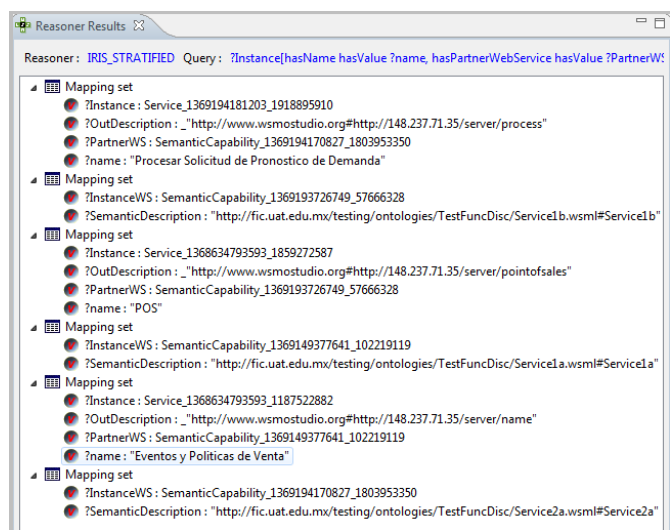 Reasoner Results
Reasoner : IRIS_STRATIFIED Query : ?Instance[hasName hasValue ?name, hasPartnerWebService hasValue ?PartnerWS
Mapping set
?Instance : Service_1369194181203_1918895910
?OutDescription : _"http://www.wsmostudio.org#http://148.237.71.35/server/process"
?PartnerWS : SemanticCapability_1369194170827_1803953350
?name : "Procesar Solicitud de Pronostico de Demanda"
Mapping set
?InstanceWS : SemanticCapability_1369193726749_57666328
?SemanticDescription : "http://fic.uat.edu.mx/testing/ontologies/TestFuncDisc/Service1b.wsml#Service1b"
Mapping set
?Instance : Service_1368634793593_1859272587
?OutDescription : _"http://www.wsmostudio.org#http://148.237.71.35/server/pointofsales"
?PartnerWS : SemanticCapability_1369193726749_57666328
?name : "POS"
Mapping set
?InstanceWS : SemanticCapability_1369149377641_102219119
?SemanticDescription : "http://fic.uat.edu.mx/testing/ontologies/TestFuncDisc/Service1a.wsml#Service1a"
Mapping set
?Instance : Service_1368634793593_1187522882
?OutDescription : _"http://www.wsmostudio.org#http://148.237.71.35/server/name"
?PartnerWS : SemanticCapability_1369149377641_102219119
?name : "Eventos y Politicas de Venta"
Mapping set
?InstanceWS : SemanticCapability_1369194170827_1803953350
?SemanticDescription : "http://fic.uat.edu.mx/testing/ontologies/TestFuncDisc/Service2a.wsml#Service2a"